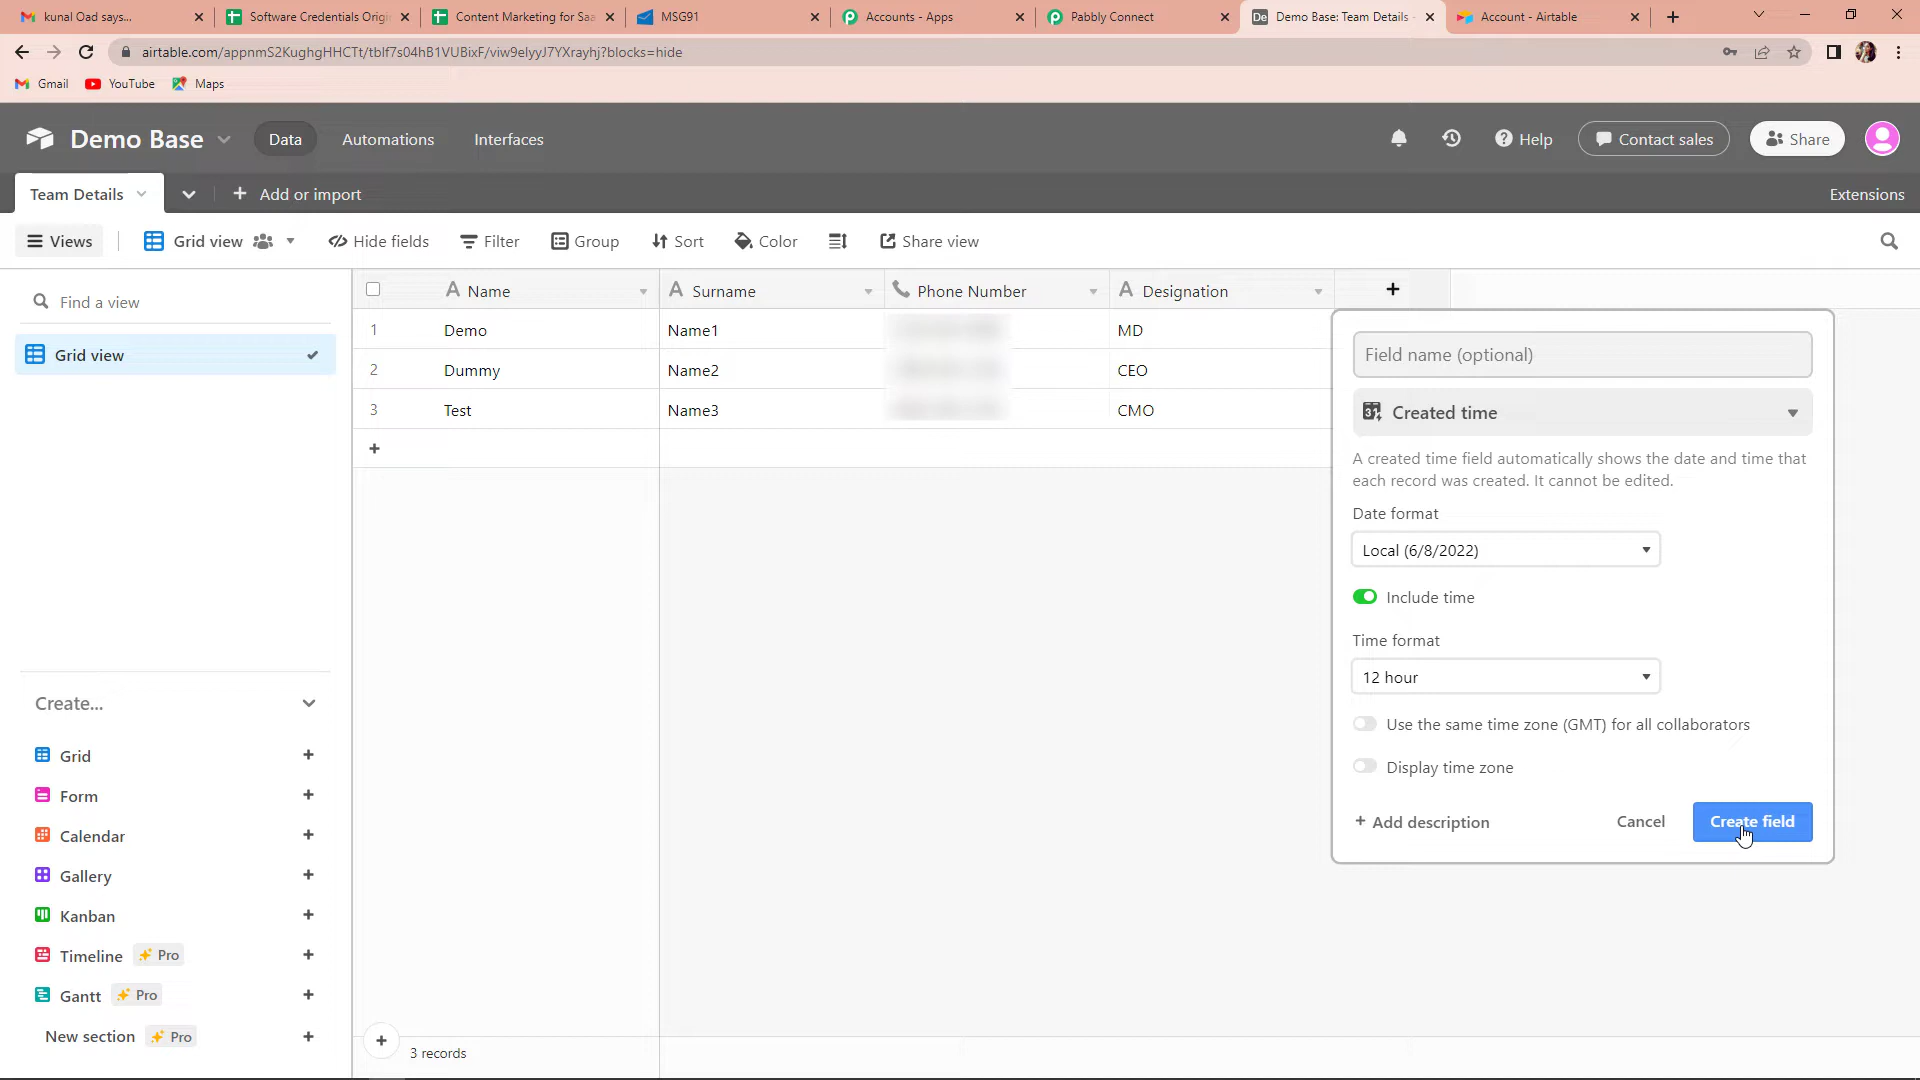 kunal Oad says...
Software Credentials Origi
Content Marketing for Saa
MSG91
Accounts - Apps
Pabbly Connect
De Demo Base: Team Details -
Account - Airtable
airtable.com/appnmS2KughgHHCTt/tblf7s04hB1VUBixF/viw9elyyJ7YXrayhj?blocks=hide
Gmail YouTube Maps
Demo Base Data Automations Interfaces Help Contact sales Share
Team Details Add or import Extensions
Views Grid view Hide fields Filter Group Sort Color Share view
Find a view
Grid view
Name Surname Phone Number Designation
1 Demo Name1 MD
2 Dummy Name2 CEO
3 Test Name3 CMO
Field name (optional)
31 Created time
A created time field automatically shows the date and time that
each record was created. It cannot be edited.
Date format
Local (6/8/2022)
Include time
Time format
12 hour
Use the same time zone (GMT) for all collaborators
Display time zone
+ Add description Cancel Create field
Create...
Grid
Form
Calendar
Gallery
Kanban
Timeline Pro
Gantt Pro
New section Pro
3 records